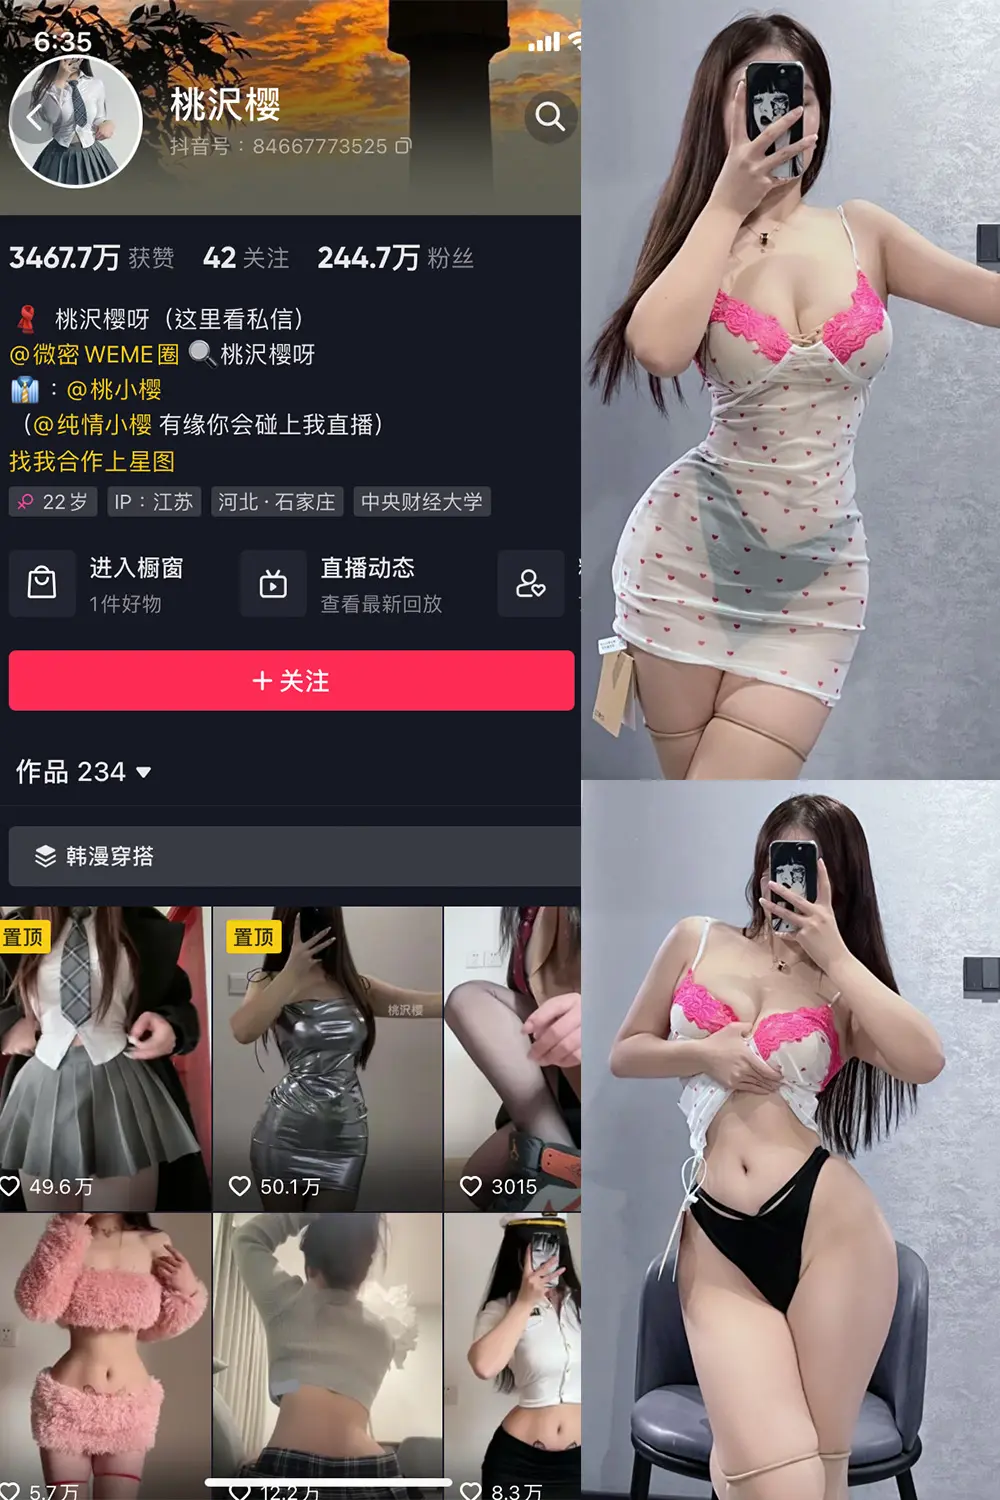 6:35
桃沢樱
抖音号：84667773525
3467.7万 获赞 42 关注 244.7万 粉丝
桃沢樱呀（这里看私信）
@微密 WEME圈 桃沢樱呀
：@桃小樱
（@纯情小樱 有缘你会碰上我直播）
找我合作上星图
22岁 IP：江苏 河北·石家庄 中央财经大学
进入橱窗
1件好物
直播动态
查看最新回放
+ 关注
作品 234
韩漫穿搭
置顶
49.6万
置顶
桃沢樱
50.1万
3015
5.7万
12.2万
8.3万